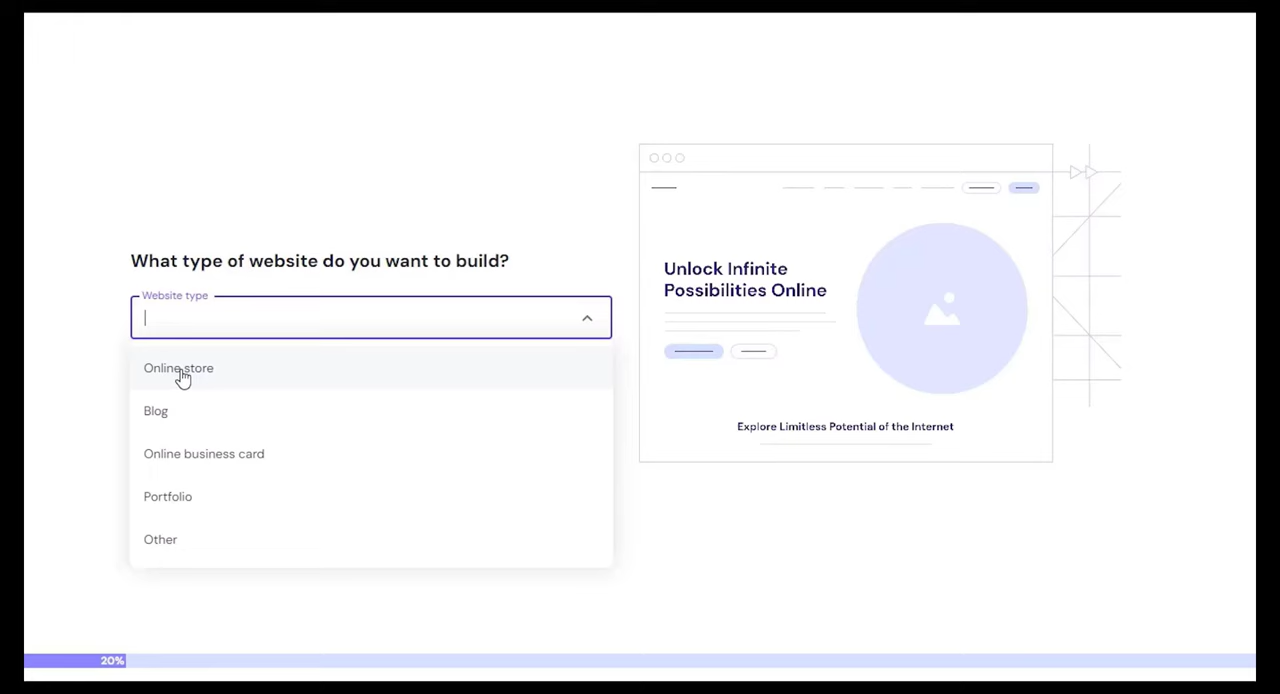 What type of website do you want to build?
Website type
Online store
Blog
Online business card
Portfolio
Other
Unlock Infinite
Possibilities Online
Explore Limitless Potential of the Internet
20%